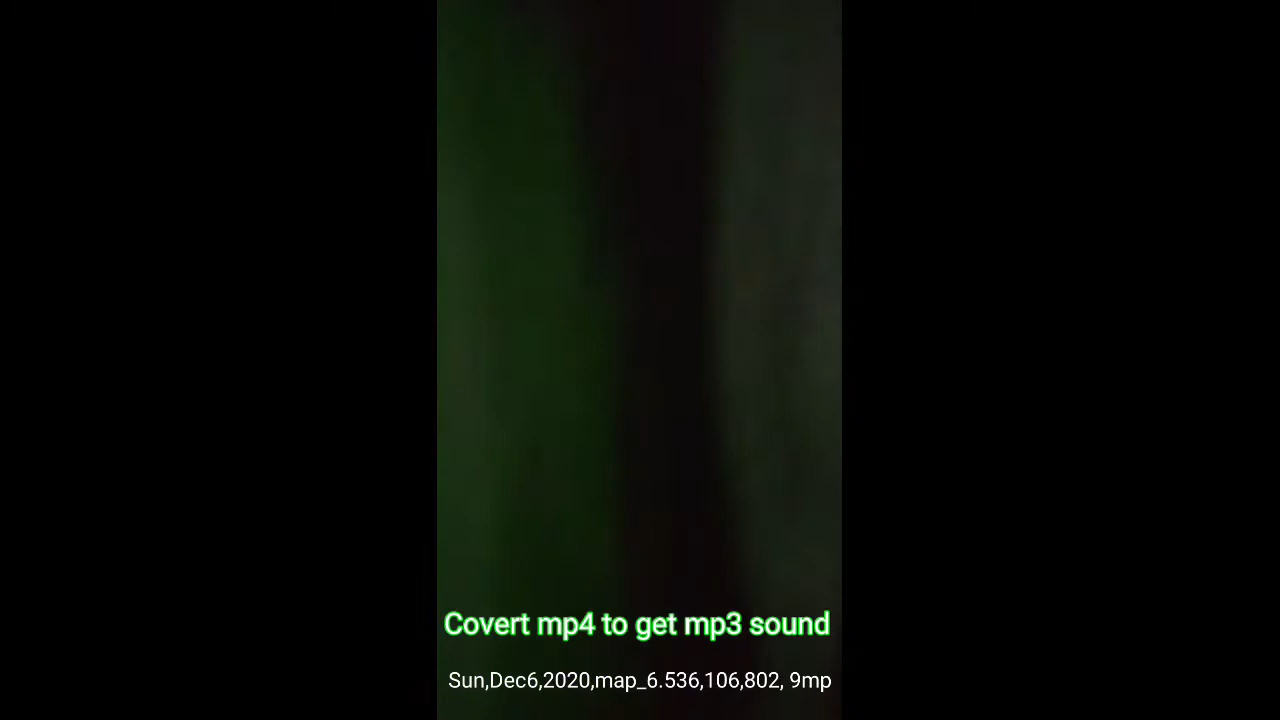 Covert mp4 to get mp3 sound
Sun,Dec6,2020,map_6.536,106,802, 9mp